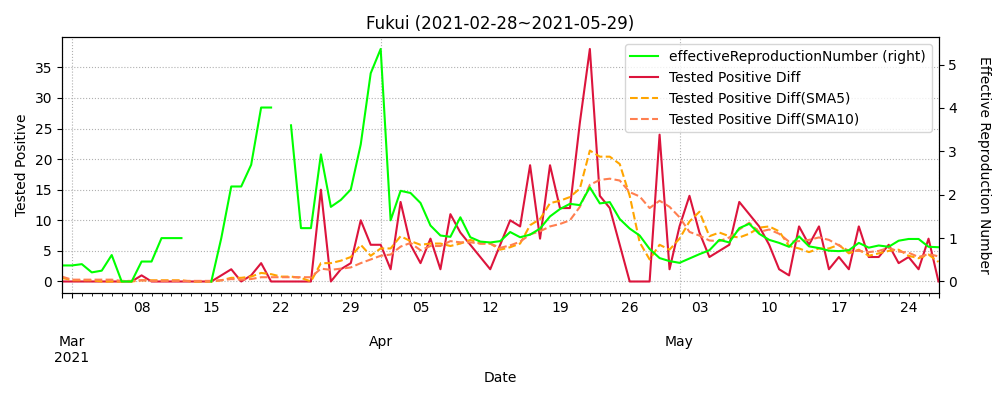 Fukui (2021-02-28~2021-05-29)
effectiveReproductionNumber (right)
Tested Positive Diff
Tested Positive Diff(SMA5)
Tested Positive Diff(SMA10)
Tested Positive
35
30
25
20
15
10
5
0
Effective Reproduction Number
5
4
3
2
1
0
08 15 22 29 05 12 19 26 03 10 17 24
Mar Apr May
2021
Date